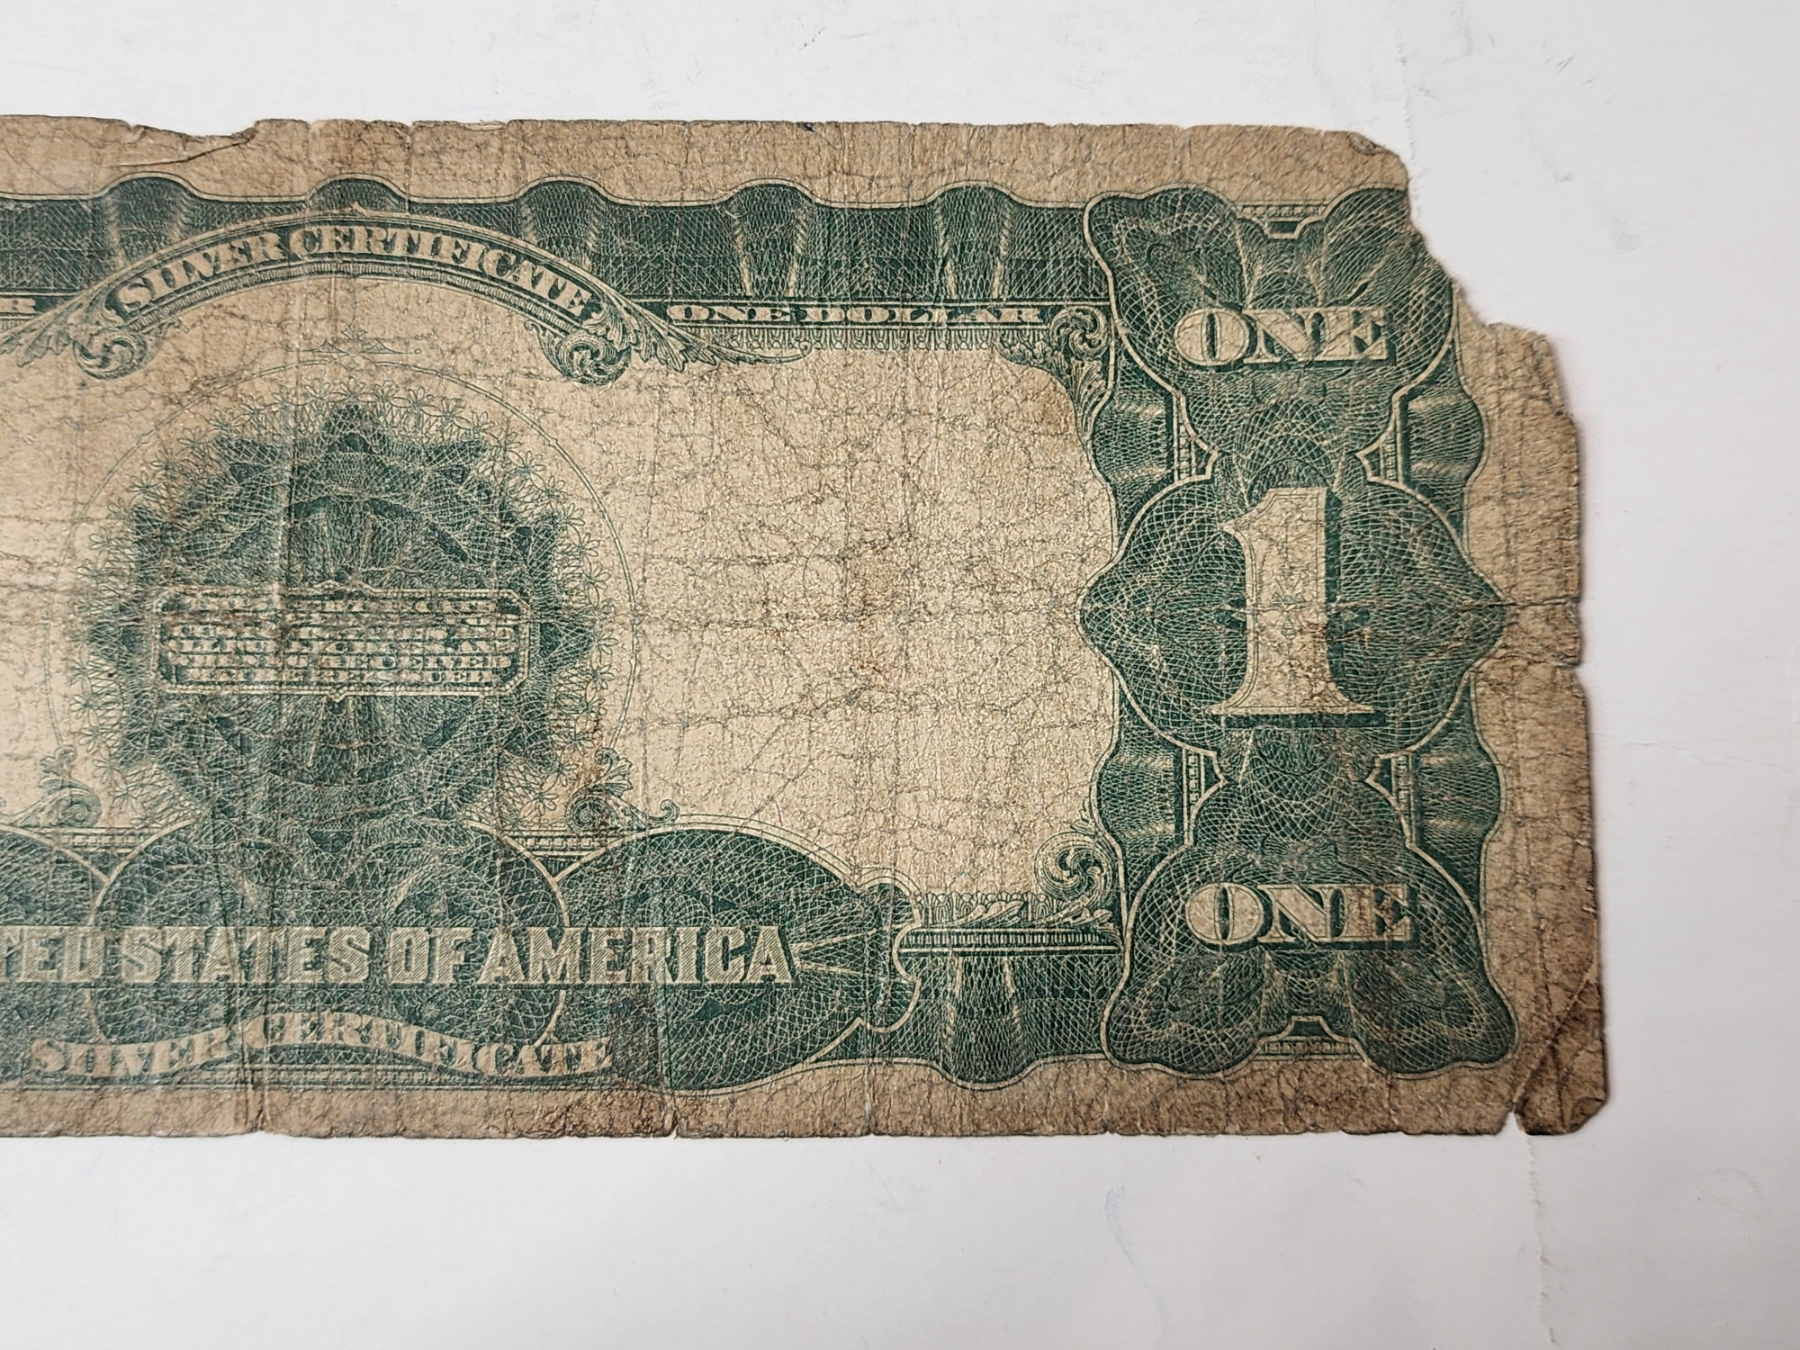 SILVER CERTIFICATE
R
ONE DOLLAR
ONE
1
ONE
TED STATES OF AMERICA
SILVER CERTIFICATE